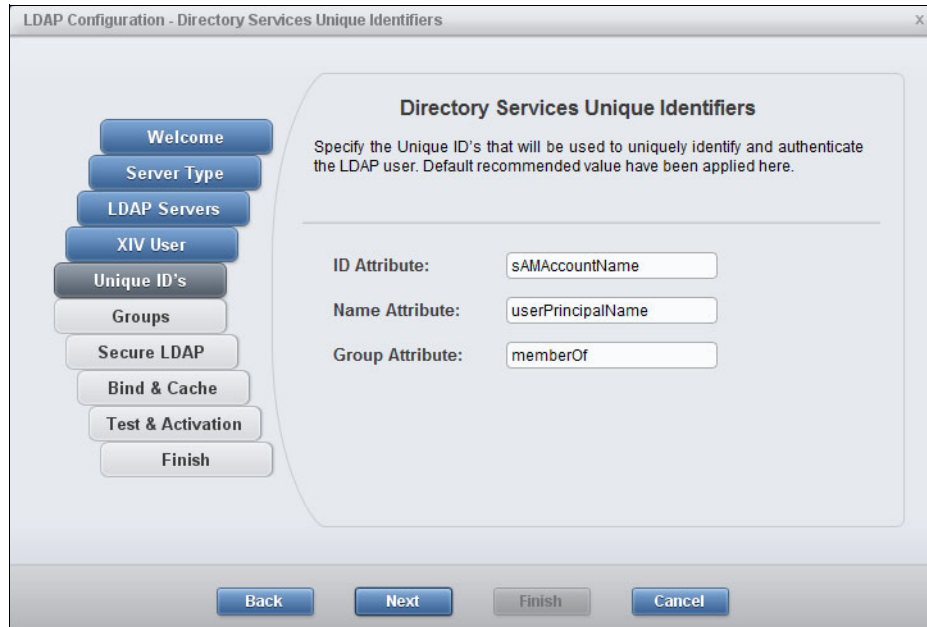 LDAP Configuration - Directory Services Unique Identifiers
x
Welcome
Server Type
LDAP Servers
XIV User
Unique ID's
Groups
Secure LDAP
Bind & Cache
Test & Activation
Finish
Directory Services Unique Identifiers
Specify the Unique ID's that will be used to uniquely identify and authenticate
the LDAP user. Default recommended value have been applied here.
ID Attribute: sAMAccountName
Name Attribute: userPrincipalName
Group Attribute: memberOf
Back Next Finish Cancel